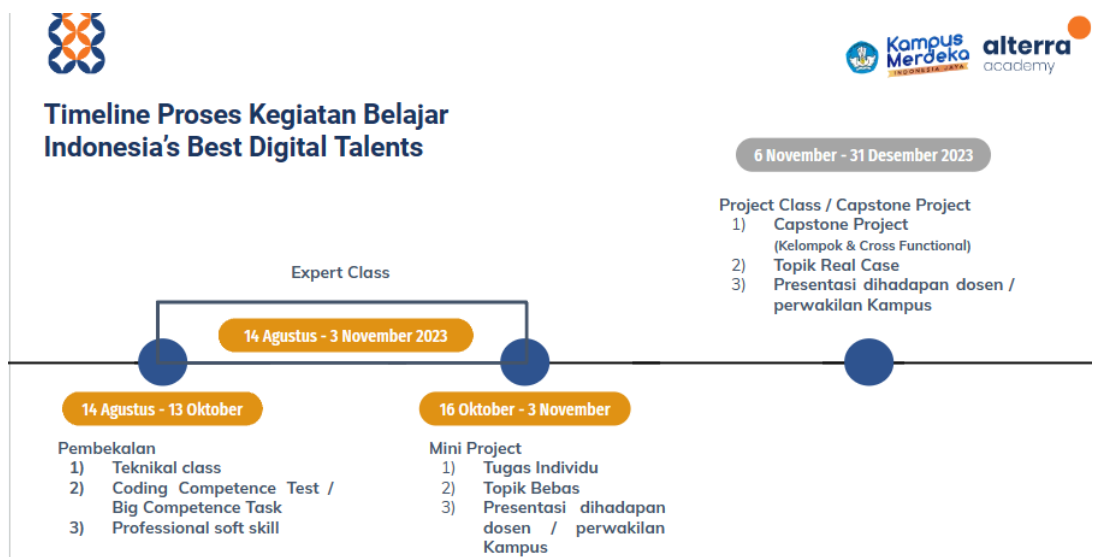 Kampus
Merdeka
INDONESIA JAYA
alterra
academy
Timeline Proses Kegiatan Belajar
Indonesia's Best Digital Talents
6 November - 31 Desember 2023
Project Class / Capstone Project
1) Capstone Project
(Kelompok & Cross Functional)
2) Topik Real Case
3) Presentasi dihadapan dosen /
perwakilan Kampus
Expert Class
14 Agustus - 3 November 2023
14 Agustus - 13 Oktober
Pembekalan
1) Teknikal class
2) Coding Competence Test /
Big Competence Task
3) Professional soft skill
16 Oktober - 3 November
Mini Project
1) Tugas Individu
2) Topik Bebas
3) Presentasi dihadapan
dosen / perwakilan
Kampus